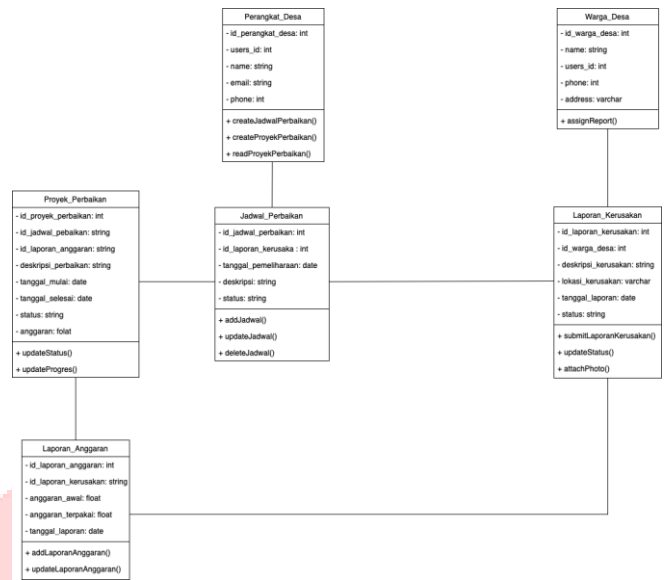 Perangkat_Desa
- id_perangkat_desa: int
- users_id: int
- name: string
- email: string
- phone: int
+ createJadwalPerbaikan()
+ createProyekPerbaikan()
+ readProyekPerbaikan()
Warga_Desa
- id_warga_desa: int
- name: string
- users_id: int
- phone: int
- address: varchar
+ assignReport()
Proyek_Perbaikan
- id_proyek_perbaikan: int
- id_jadwal_pebaikan: string
- id_laporan_anggaran: string
- deskripsi_perbaikan: string
- tanggal_mulai: date
- tanggal_selesai: date
- status: string
- anggaran: folat
+ updateStatus()
+ updateProgres()
Jadwal_Perbaikan
- id_jadwal_perbaikan: int
- id_laporan_kerusaka : int
- tanggal_pemeliharaan: date
- deskripsi: string
- status: string
+ addJadwal()
+ updateJadwal()
+ deleteJadwal()
Laporan_Kerusakan
- id_laporan_kerusakan: int
- id_warga_desa: int
- deskripsi_kerusakan: string
- lokasi_kerusakan: varchar
- tanggal_laporan: date
- status: string
+ submitLaporanKerusakan()
+ updateStatus()
+ attachPhoto()
Laporan_Anggaran
- id_laporan_anggaran: int
- id_laporan_kerusakan: string
- anggaran_awal: float
- anggaran_terpakai: float
- tanggal_laporan: date
+ addLaporanAnggaran()
+ updateLaporanAnggaran()